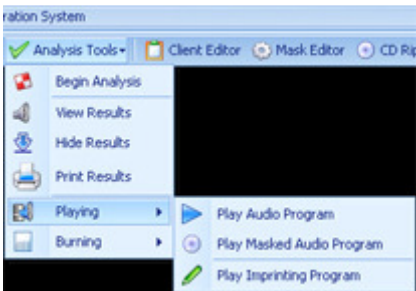 ration System
Analysis Tools Client Editor Mask Editor CD Rip
Begin Analysis
View Results
Hide Results
Print Results
Playing
Burning
Play Audio Program
Play Masked Audio Program
Play Imprinting Program